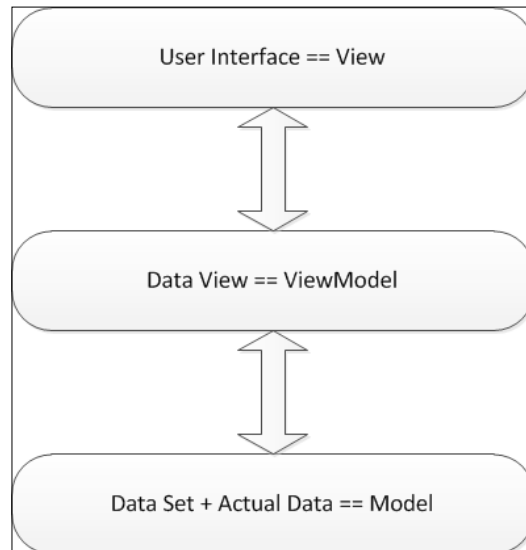 User Interface == View
Data View == ViewModel
Data Set + Actual Data == Model